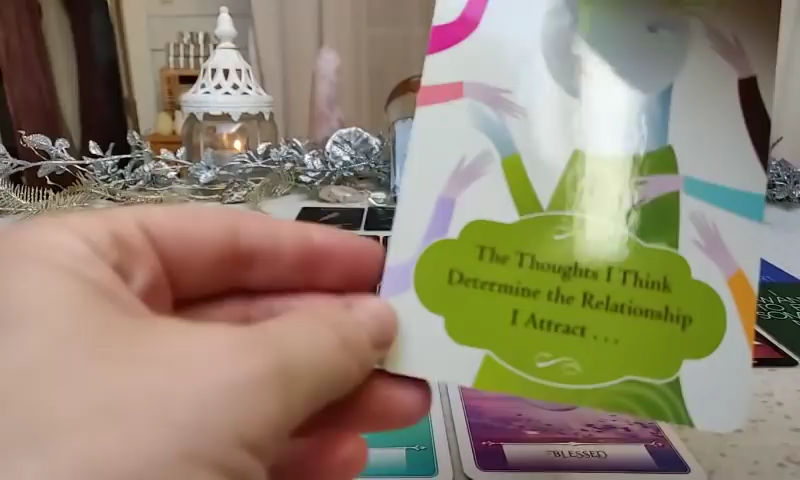 The Thoughts I Think
Determine the Relationship
I Attract . . .
BLESSED